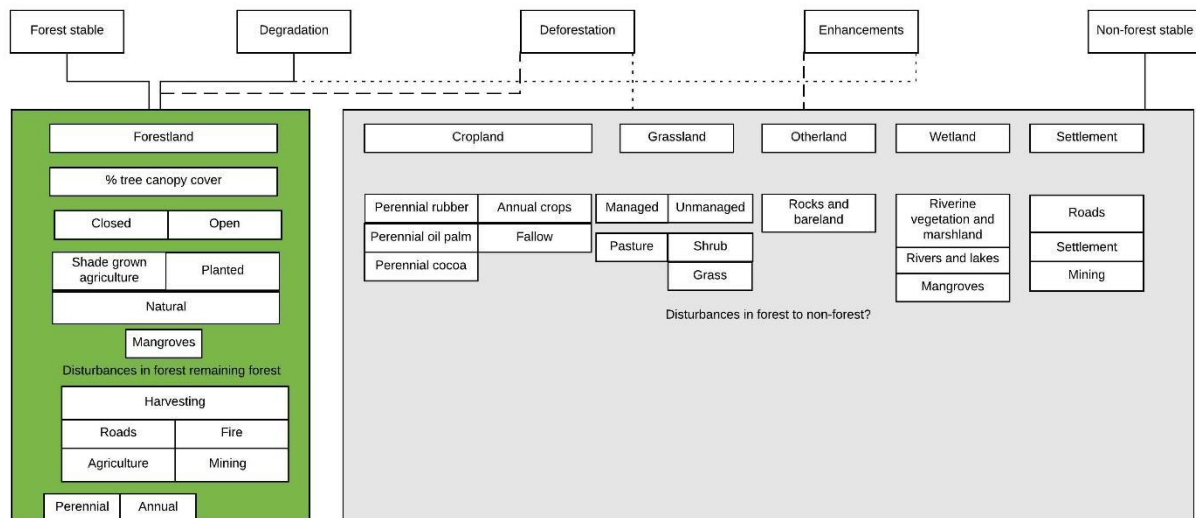 Forest stable
Degradation
Deforestation
Enhancements
Non-forest stable
Forestland
% tree canopy cover
Closed
Open
Shade grown
agriculture
Planted
Natural
Mangroves
Disturbances in forest remaining forest
Harvesting
Roads
Fire
Agriculture
Mining
Perennial
Annual
Cropland
Grassland
Otherland
Wetland
Settlement
Perennial rubber
Annual crops
Perennial oil palm
Fallow
Perennial cocoa
Managed
Unmanaged
Pasture
Shrub
Grass
Rocks and
bareland
Riverine
vegetation and
marshland
Rivers and lakes
Mangroves
Roads
Settlement
Mining
Disturbances in forest to non-forest?